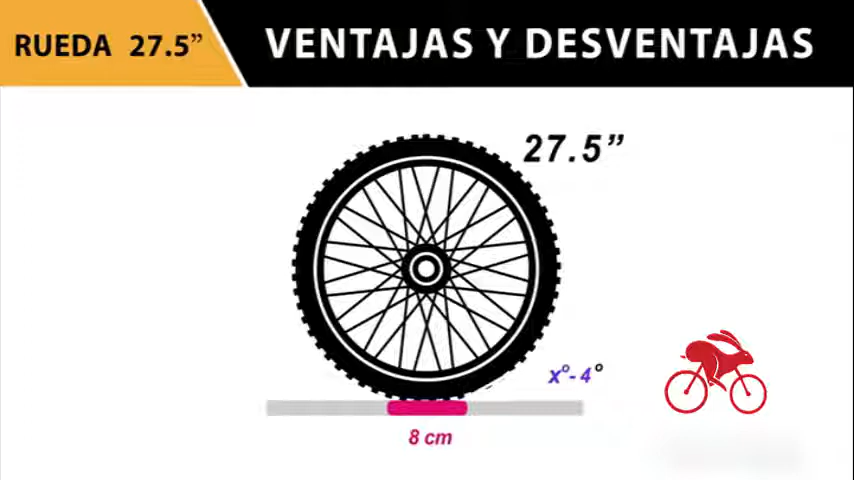 RUEDA 27.5”
VENTAJAS Y DESVENTAJAS
27.5”
x°- 4°
8 cm